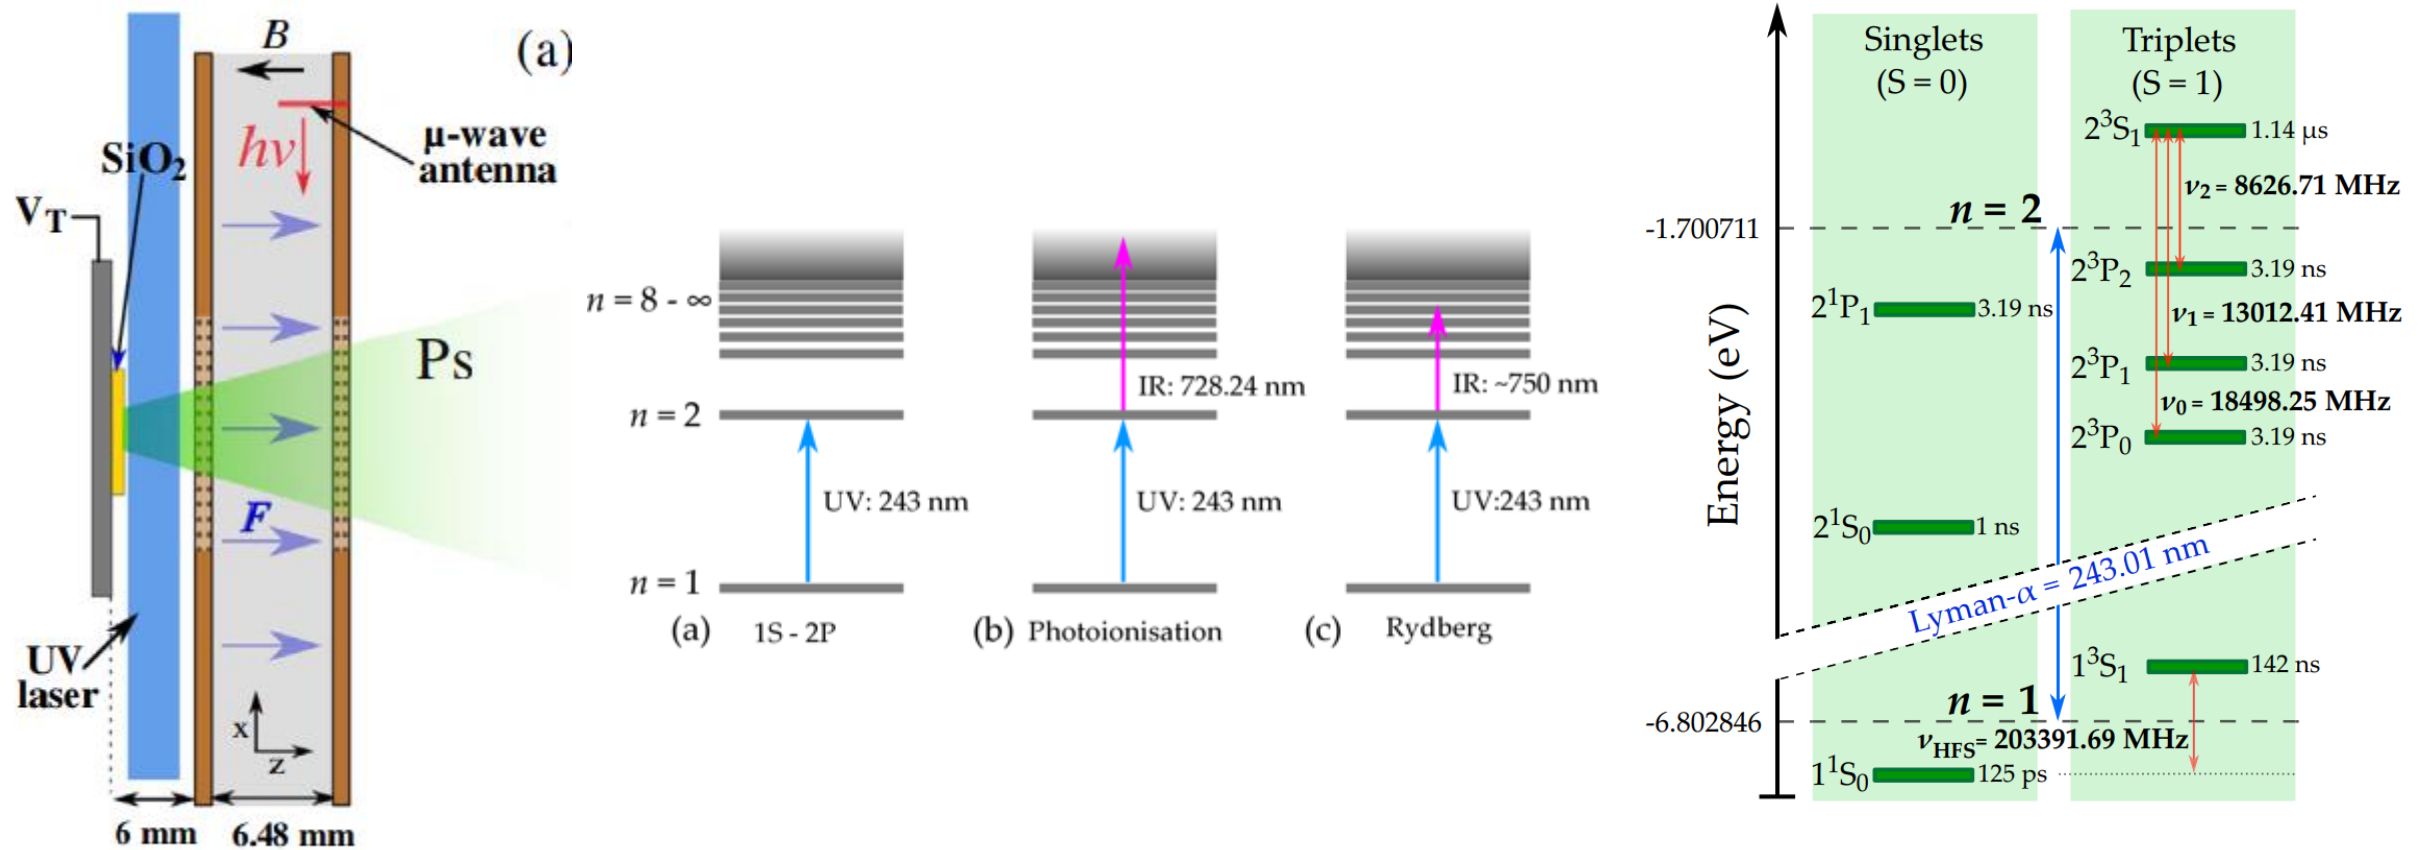 (a)
B
μ-wave
antenna
hν
SiO₂
V_T
Ps
F
UV
laser
x
z
6 mm
6.48 mm
n = 8 - ∞
n = 2
n = 1
UV: 243 nm
(a) 1S - 2P
IR: 728.24 nm
UV: 243 nm
(b) Photoionisation
IR: ~750 nm
UV:243 nm
(c) Rydberg
Energy (eV)
-1.700711
-6.802846
Singlets
(S = 0)
Triplets
(S = 1)
2³S₁ 1.14 μs
ν₂ = 8626.71 MHz
n = 2
2³P₂ 3.19 ns
2¹P₁ 3.19 ns
ν₁ = 13012.41 MHz
2³P₁ 3.19 ns
ν₀ = 18498.25 MHz
2³P₀ 3.19 ns
2¹S₀ 1 ns
Lyman-α = 243.01 nm
1³S₁ 142 ns
n = 1
ν_HFS = 203391.69 MHz
1¹S₀ 125 ps